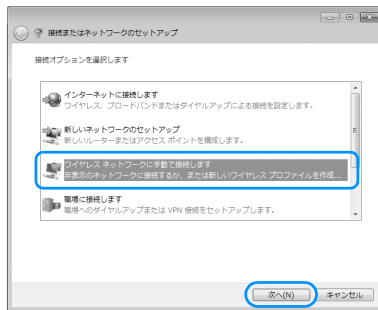 接続またはネットワークのセットアップ
接続オプションを選択します
インターネットに接続します
ワイヤレス、ブロードバンドまたはダイヤルアップによる接続を設定します。
新しいネットワークのセットアップ
新しいルーターまたはアクセス ポイントを構成します。
ワイヤレス ネットワークに手動で接続します
非表示のネットワークに接続するか、または新しいワイヤレス プロファイルを作成...
職場に接続します
職場へのダイヤルアップまたは VPN 接続をセットアップします。
次へ(N)
キャンセル